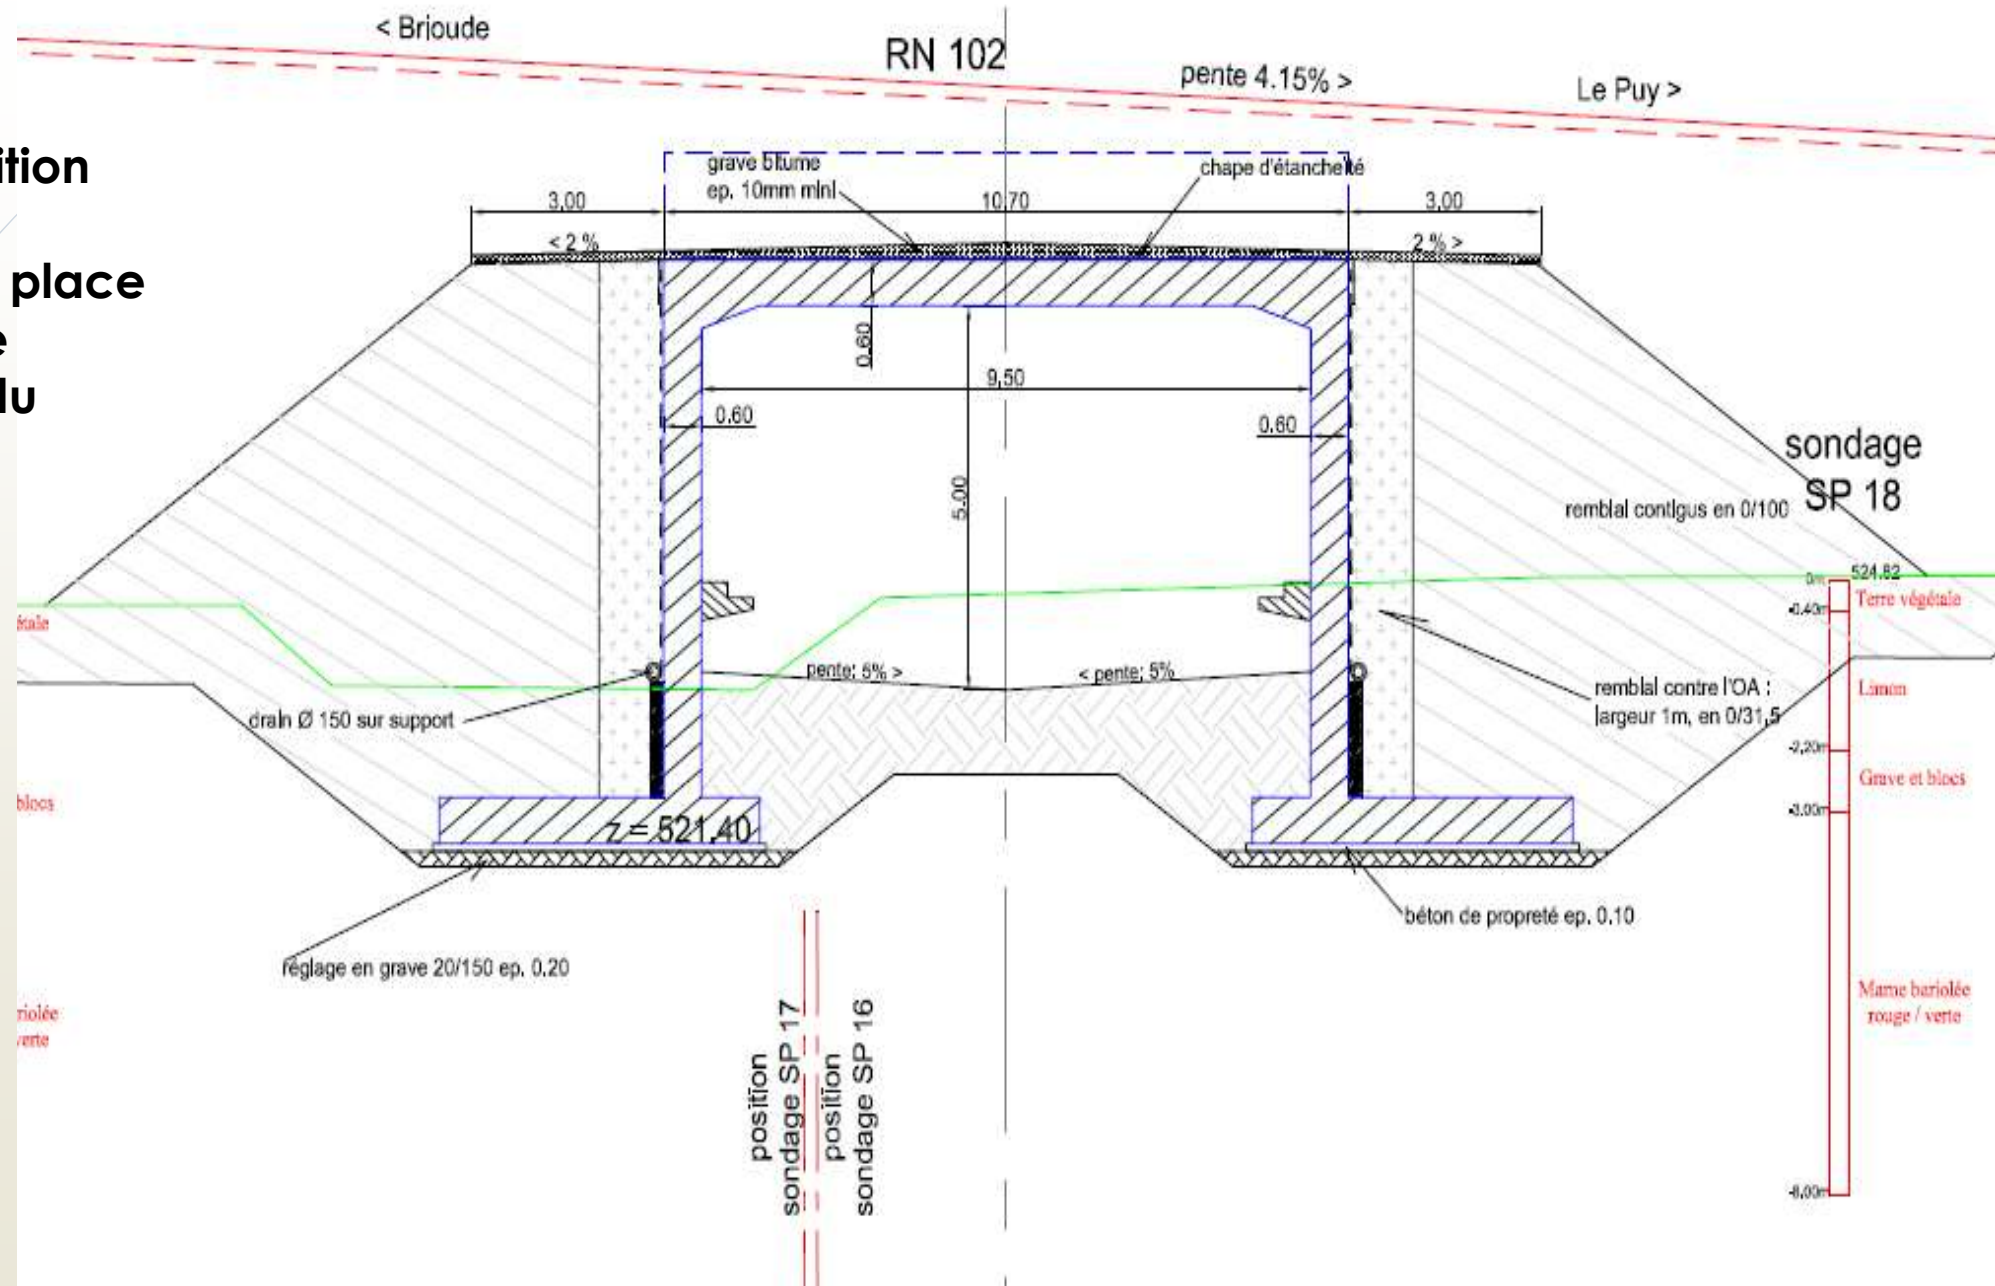 < Brioude
RN 102
pente 4.15% >
Le Puy >
ition
place
e
du
grave bitume
ep. 10mm mini
chape d'étancheité
3,00
10,70
3,00
< 2 %
2 % >
0.60
9,50
0.60
0.60
5.00
sondage
SP 18
remblai contigus en 0/100
0m
524.82
-0.40m
Terre végétale
étale
pente: 5% >
< pente: 5%
remblai contre l'OA :
largeur 1m, en 0/31,5
Limon
drain Ø 150 sur support
-2,20m
Grave et blocs
blocs
-3.00m
z = 521,40
béton de propreté ep. 0.10
réglage en grave 20/150 ep. 0.20
Marne bariolée
rouge / verte
riolée
verte
position
sondage SP 17
position
sondage SP 16
-8,00m